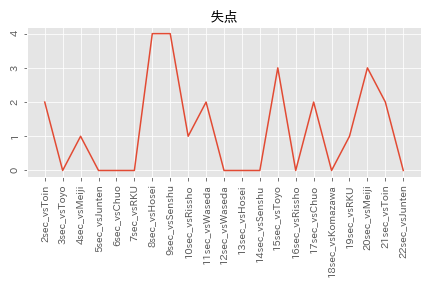 失点
4
3
2
1
0
2sec_vsToin
3sec_vsToyo
4sec_vsMeiji
5sec_vsJunten
6sec_vsChuo
7sec_vsRKU
8sec_vsHosei
9sec_vsSenshu
10sec_vsRissho
11sec_vsWaseda
12sec_vsWaseda
13sec_vsHosei
14sec_vsSenshu
15sec_vsToyo
16sec_vsRissho
17sec_vsChuo
18sec_vsKomazawa
19sec_vsRKU
20sec_vsMeiji
21sec_vsToin
22sec_vsJunten